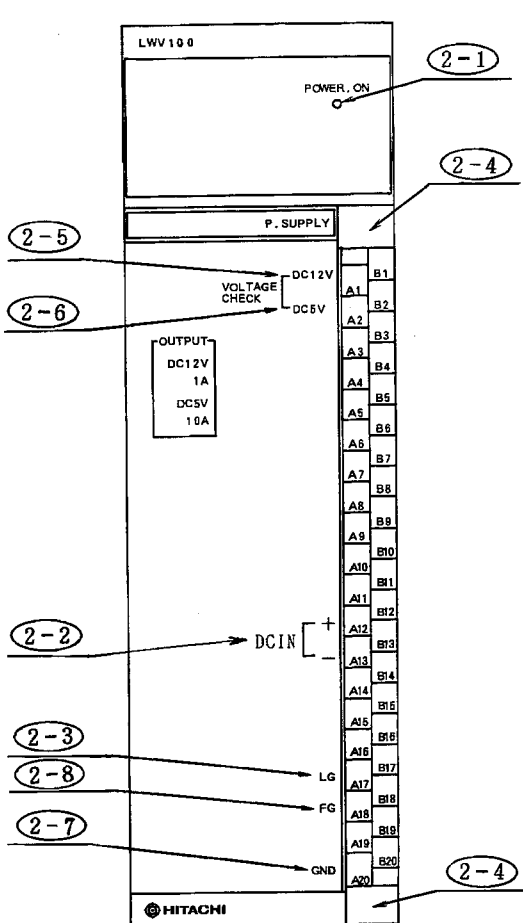 LWV100
2-1
POWER, ON
2-4
P. SUPPLY
2-5
DC12V
VOLTAGE
CHECK
2-6
DC5V
OUTPUT
DC12V
1A
DC5V
10A
B1
A1
B2
A2
B3
A3
B4
A4
B5
A5
B6
A6
B7
A7
B8
A8
B9
A9
B10
A10
B11
A11
B12
A12
B13
A13
B14
A14
B15
A15
B16
A16
B17
A17
B18
A18
B19
A19
B20
A20
2-2
DCIN
+
−
2-3
LG
2-8
FG
2-7
GND
2-4
HITACHI